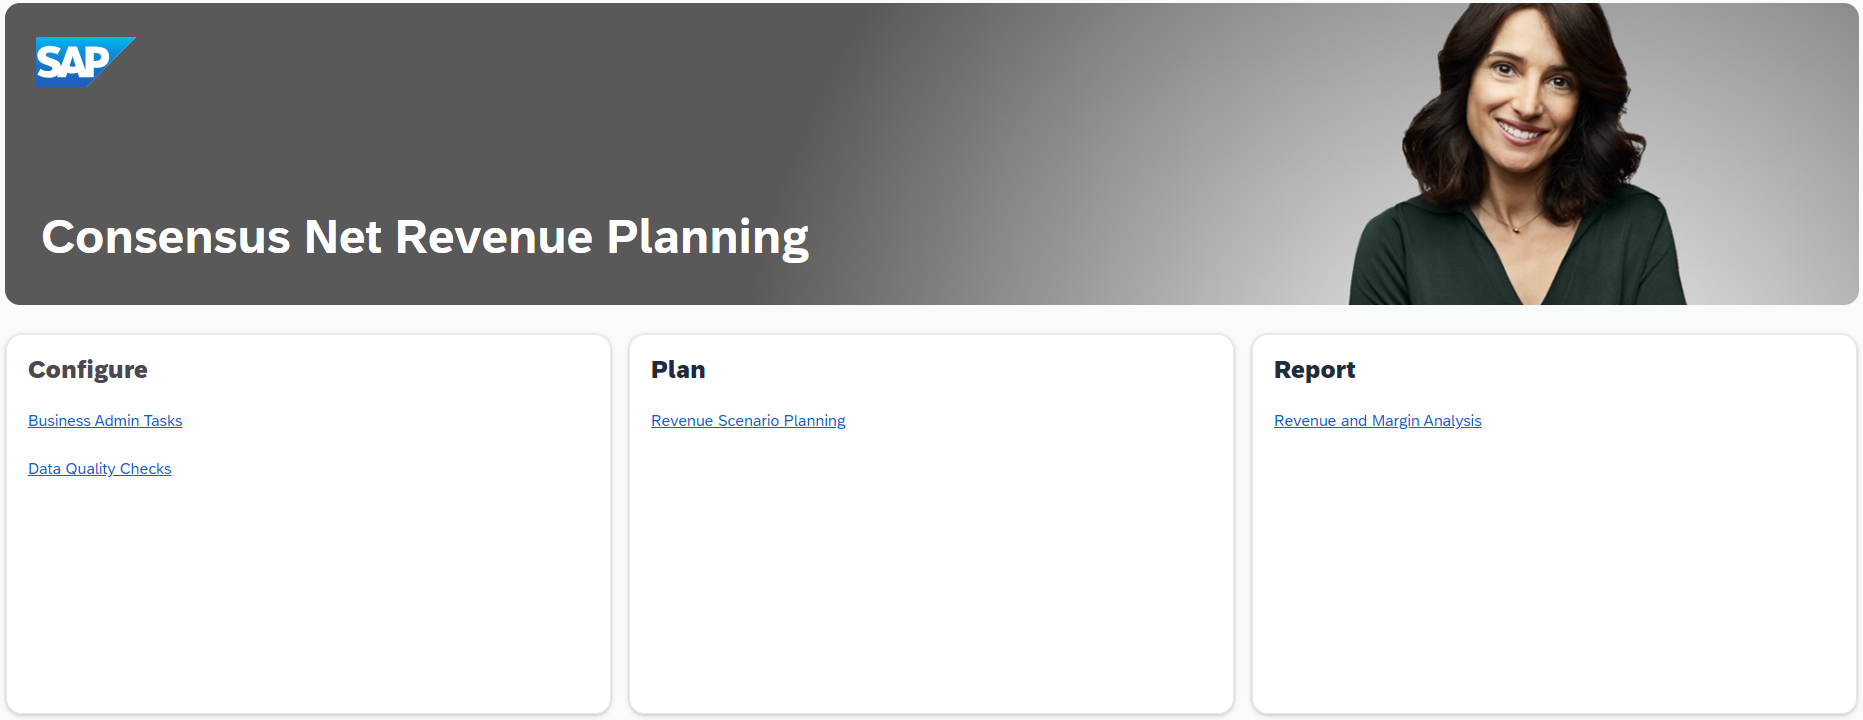 SAP
Consensus Net Revenue Planning
Configure
Business Admin Tasks
Data Quality Checks
Plan
Revenue Scenario Planning
Report
Revenue and Margin Analysis